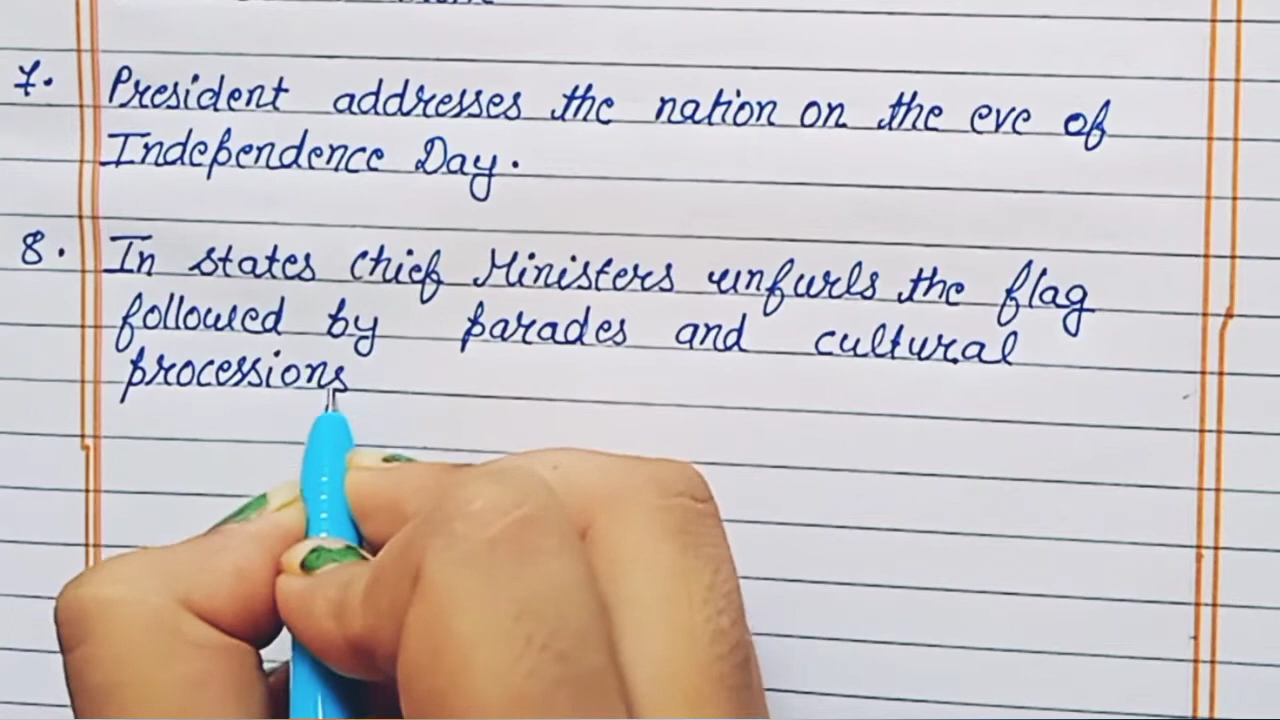 7. President addresses the nation on the eve of
Independence Day.
8. In states Chief Ministers unfurls the flag
followed by parades and cultural
processions